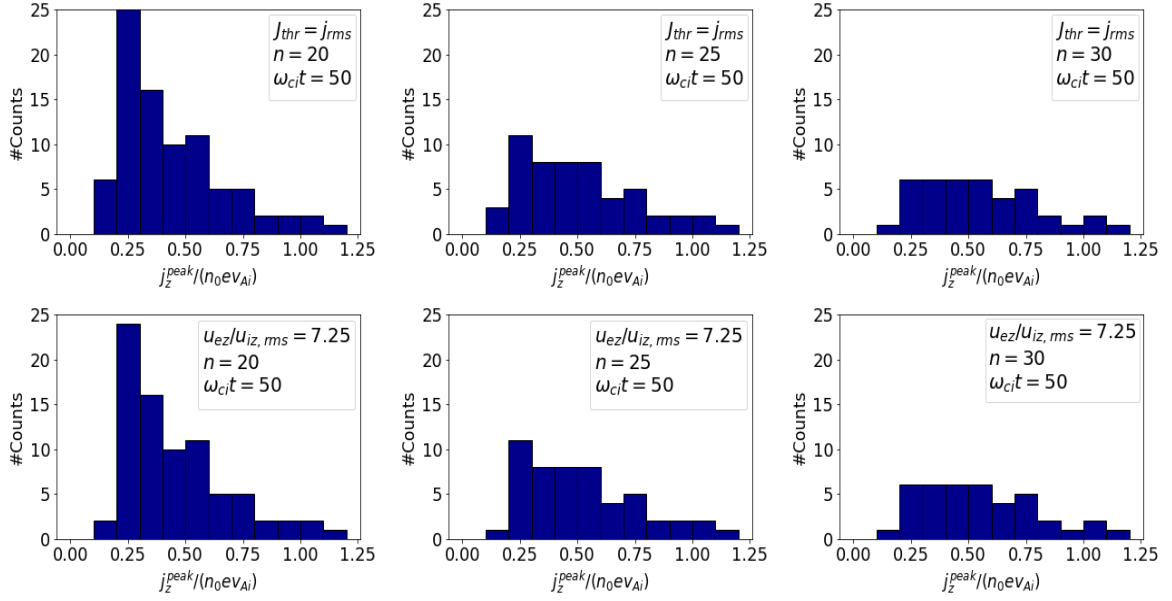 25
20
15
10
5
0
#Counts
J_thr = j_rms
n = 20
ω_ci t = 50
0.00 0.25 0.50 0.75 1.00 1.25
j_z^peak/(n_0 e v_Ai)
25
20
15
10
5
0
#Counts
J_thr = j_rms
n = 25
ω_ci t = 50
0.00 0.25 0.50 0.75 1.00 1.25
j_z^peak/(n_0 e v_Ai)
25
20
15
10
5
0
#Counts
J_thr = j_rms
n = 30
ω_ci t = 50
0.00 0.25 0.50 0.75 1.00 1.25
j_z^peak/(n_0 e v_Ai)
25
20
15
10
5
0
#Counts
u_ez/u_iz, rms = 7.25
n = 20
ω_ci t = 50
0.00 0.25 0.50 0.75 1.00 1.25
j_z^peak/(n_0 e v_Ai)
25
20
15
10
5
0
#Counts
u_ez/u_iz, rms = 7.25
n = 25
ω_ci t = 50
0.00 0.25 0.50 0.75 1.00 1.25
j_z^peak/(n_0 e v_Ai)
25
20
15
10
5
0
#Counts
u_ez/u_iz, rms = 7.25
n = 30
ω_ci t = 50
0.00 0.25 0.50 0.75 1.00 1.25
j_z^peak/(n_0 e v_Ai)